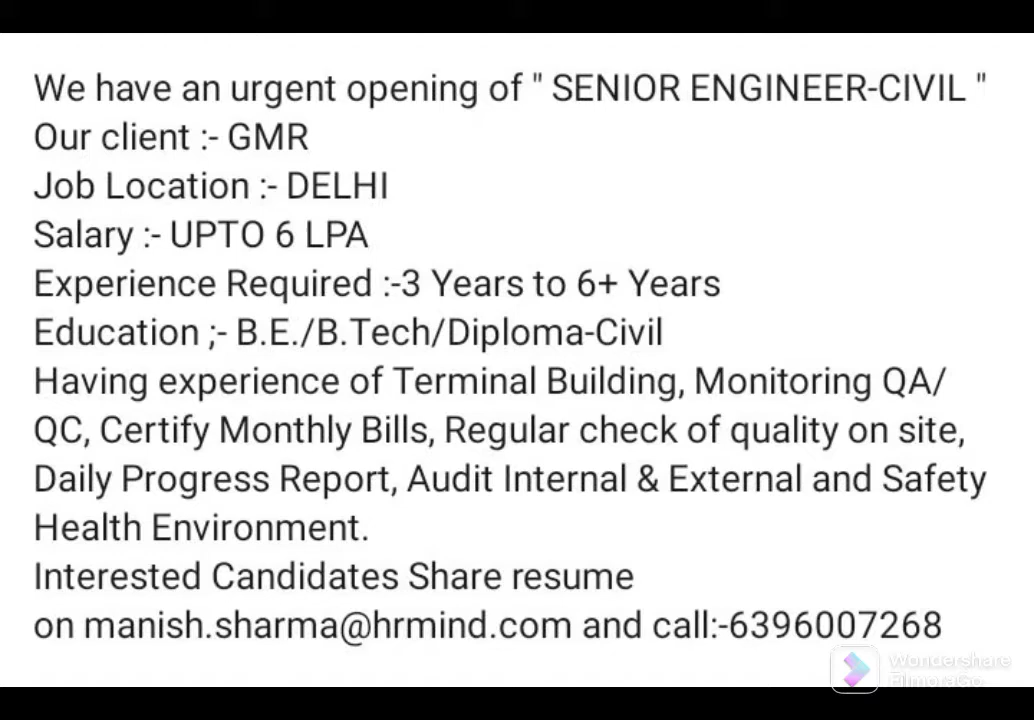 We have an urgent opening of " SENIOR ENGINEER-CIVIL "
Our client :- GMR
Job Location :- DELHI
Salary :- UPTO 6 LPA
Experience Required :-3 Years to 6+ Years
Education ;- B.E./B.Tech/Diploma-Civil
Having experience of Terminal Building, Monitoring QA/
QC, Certify Monthly Bills, Regular check of quality on site,
Daily Progress Report, Audit Internal & External and Safety
Health Environment.
Interested Candidates Share resume
on manish.sharma@hrmind.com and call:-6396007268
Wondershare
FilmoraGo